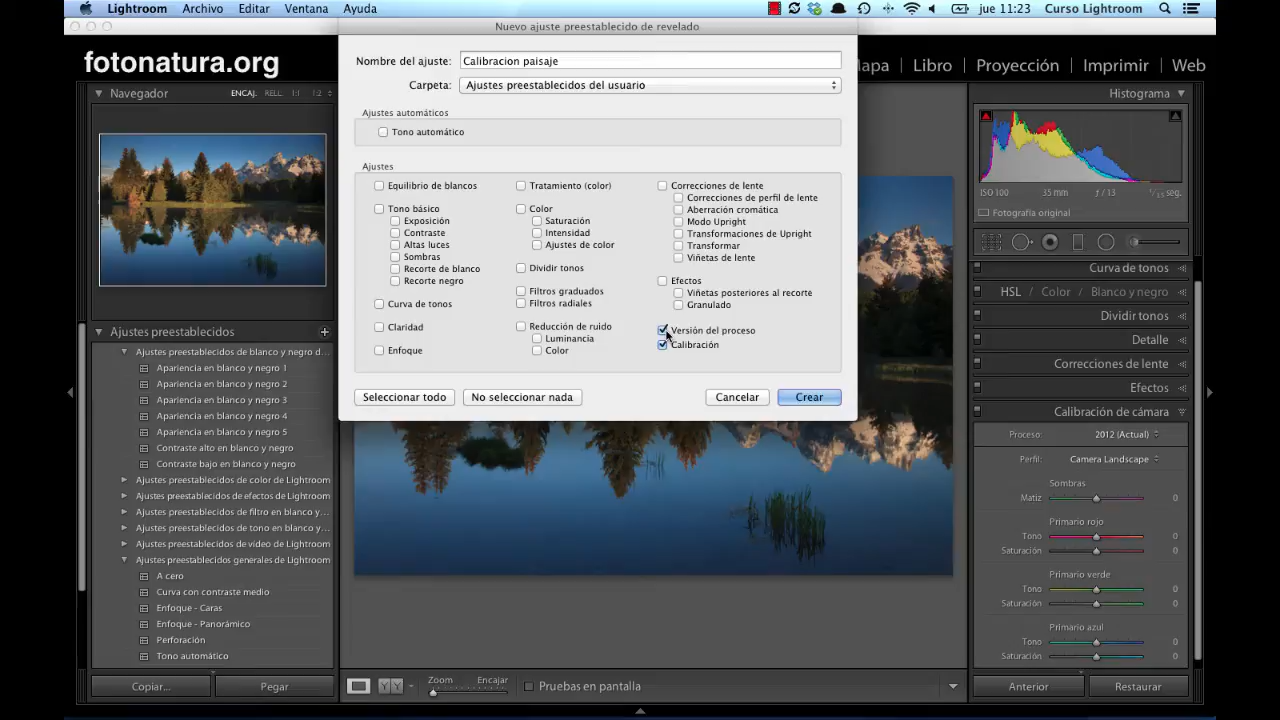 Lightroom Archivo Editar Ventana Ayuda jue 11:23 Curso Lightroom
Nuevo ajuste preestablecido de revelado
fotonatura.org
Mapa Libro Proyección Imprimir Web
Nombre del ajuste: Calibracion paisaje
Carpeta: Ajustes preestablecidos del usuario
Ajustes automáticos
Tono automático
Ajustes
Equilibrio de blancos
Tono básico
Exposición
Contraste
Altas luces
Sombras
Recorte de blanco
Recorte negro
Curva de tonos
Claridad
Enfoque
Tratamiento (color)
Color
Saturación
Intensidad
Ajustes de color
Dividir tonos
Filtros graduados
Filtros radiales
Reducción de ruido
Luminancia
Color
Correcciones de lente
Correcciones de perfil de lente
Aberración cromática
Modo Upright
Transformaciones de Upright
Transformar
Viñetas de lente
Efectos
Viñetas posteriores al recorte
Granulado
Versión del proceso
Calibración
Seleccionar todo No seleccionar nada Cancelar Crear
Navegador ENCAJ. RELL. 1:1 1:2
Ajustes preestablecidos
Ajustes preestablecidos de blanco y negro d...
Apariencia en blanco y negro 1
Apariencia en blanco y negro 2
Apariencia en blanco y negro 3
Apariencia en blanco y negro 4
Apariencia en blanco y negro 5
Contraste alto en blanco y negro
Contraste bajo en blanco y negro
Ajustes preestablecidos de color de Lightroom
Ajustes preestablecidos de efectos de Lightroom
Ajustes preestablecidos de filtro en blanco y...
Ajustes preestablecidos de tono en blanco y...
Ajustes preestablecidos de vídeo de Lightroom
Ajustes preestablecidos generales de Lightroom
A cero
Curva con contraste medio
Enfoque - Caras
Enfoque - Panorámico
Perforación
Tono automático
Copiar... Pegar
Zoom Encajar
Pruebas en pantalla
Histograma
ISO 100 35 mm ƒ / 13 seg.
Fotografía original
Curva de tonos
HSL / Color / Blanco y negro
Dividir tonos
Detalle
Correcciones de lente
Efectos
Calibración de cámara
Proceso: 2012 (Actual)
Perfil: Camera Landscape
Sombras
Matiz 0
Primario rojo
Tono 0
Saturación 0
Primario verde
Tono 0
Saturación 0
Primario azul
Tono 0
Saturación 0
Anterior Restaurar